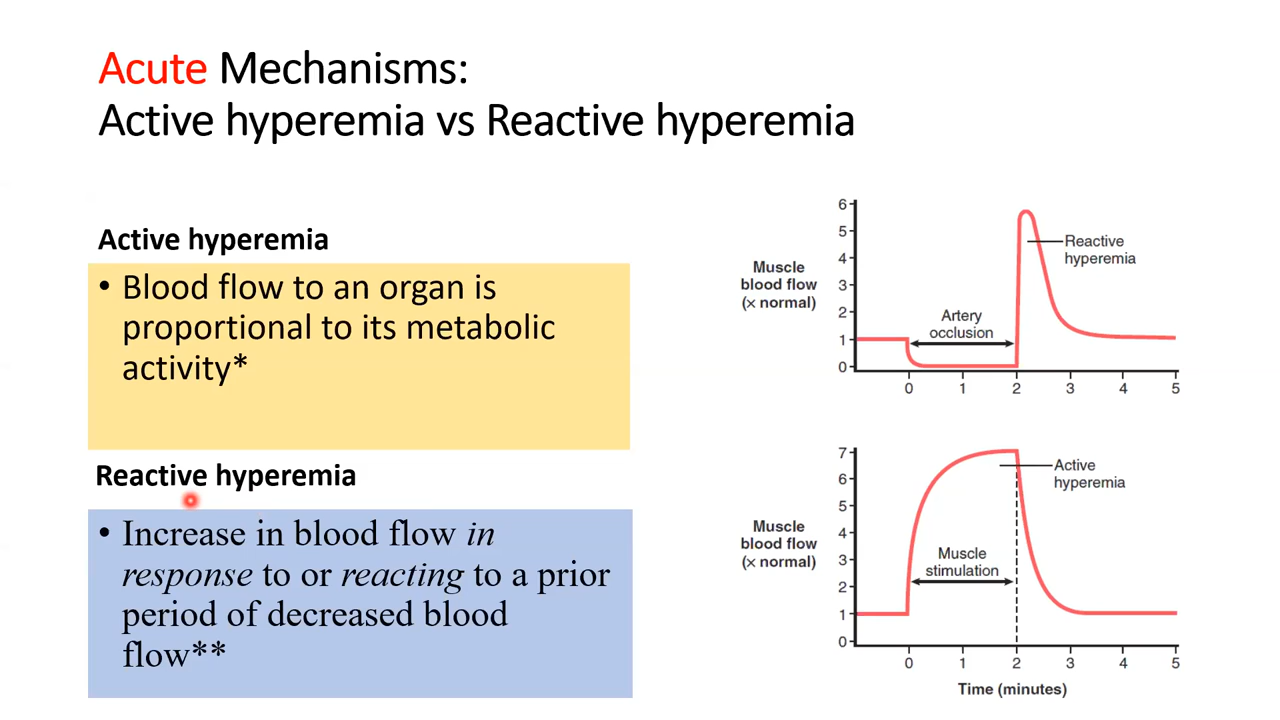 Acute Mechanisms:
Active hyperemia vs Reactive hyperemia
Active hyperemia
• Blood flow to an organ is
proportional to its metabolic
activity*
Reactive hyperemia
• Increase in blood flow in
response to or reacting to a prior
period of decreased blood
flow**
6
5
4
3
2
1
0
Muscle
blood flow
(× normal)
Artery
occlusion
Reactive
hyperemia
0 1 2 3 4 5
7
6
5
4
3
2
1
0
Muscle
blood flow
(× normal)
Muscle
stimulation
Active
hyperemia
0 1 2 3 4 5
Time (minutes)